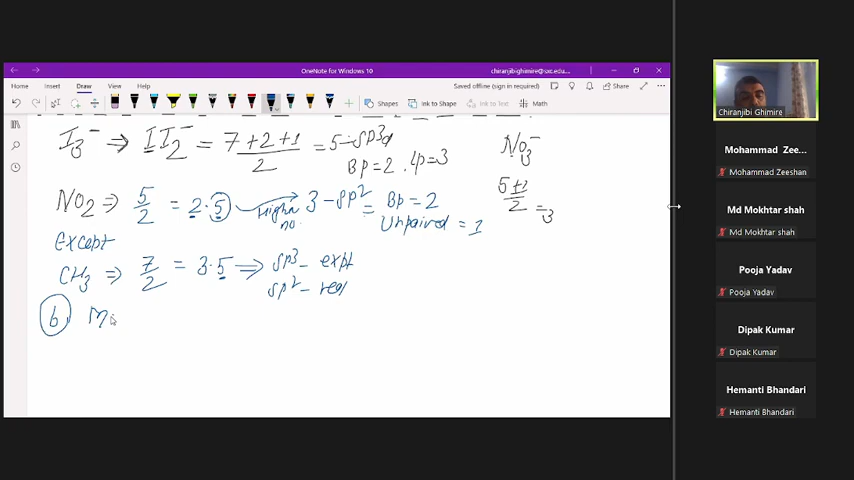 OneNote for Windows 10
chiranjibighimire@sxc.edu...
Home Insert Draw View Help
Saved offline (sign in required)
Shapes Ink to Shape Ink to Text Math
I3⁻ ⇒ II2⁻ = 7+2+1/2 = 5 - sp³d
BP=2 . lp=3
NO3⁻
5+1/2 = 3
NO2 ⇒ 5/2 = 2.5 Higher no. 3 - sp² = BP = 2
Unpaired = 1
Except
CH3 ⇒ 7/2 = 3.5 ⇒ sp³ - expt
sp² - real
6
Chiranjibi Ghimire
Mohammad Zee...
Mohammad Zeeshan
Md Mokhtar shah
Md Mokhtar shah
Pooja Yadav
Pooja Yadav
Dipak Kumar
Dipak Kumar
Hemanti Bhandari
Hemanti Bhandari